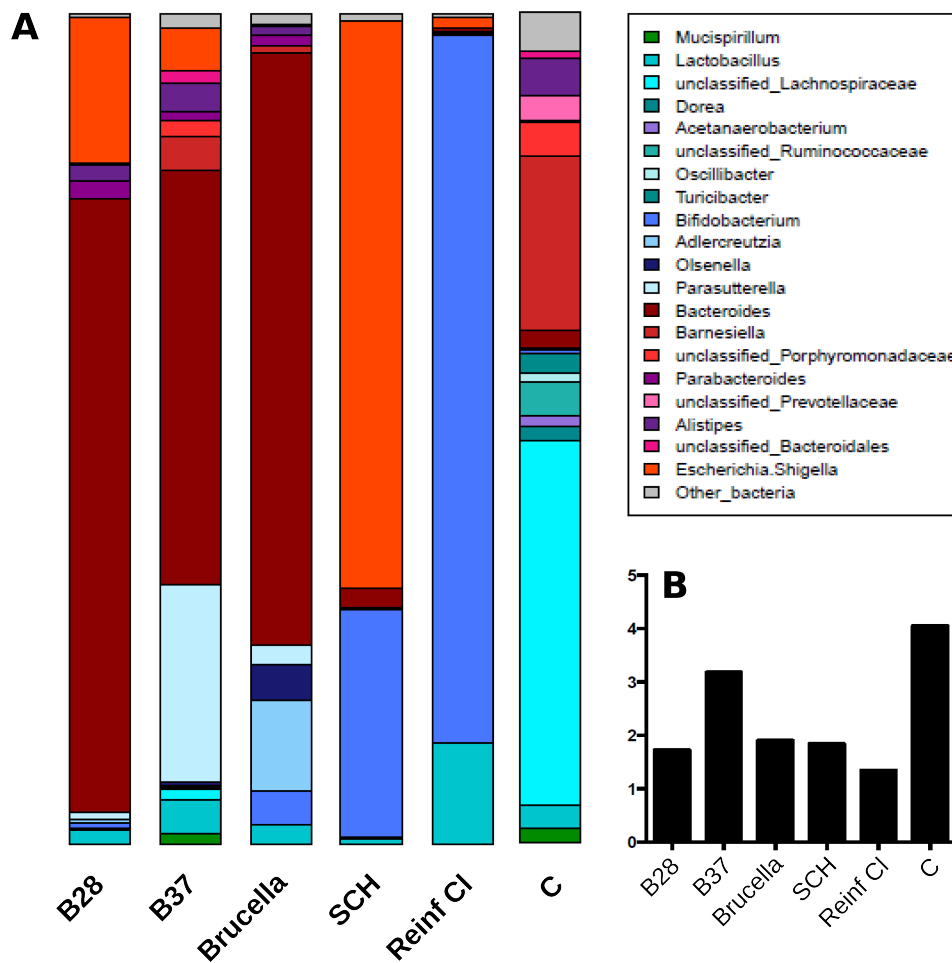 A
Mucispirillum
Lactobacillus
unclassified_Lachnospiraceae
Dorea
Acetanaerobacterium
unclassified_Ruminococcaceae
Oscillibacter
Turicibacter
Bifidobacterium
Adlercreutzia
Olsenella
Parasutterella
Bacteroides
Barnesiella
unclassified_Porphyromonadaceae
Parabacteroides
unclassified_Prevotellaceae
Alistipes
unclassified_Bacteroidales
Escherichia.Shigella
Other_bacteria
B28
B37
Brucella
SCH
Reinf Cl
C
B
5
4
3
2
1
0
B28
B37
Brucella
SCH
Reinf Cl
C